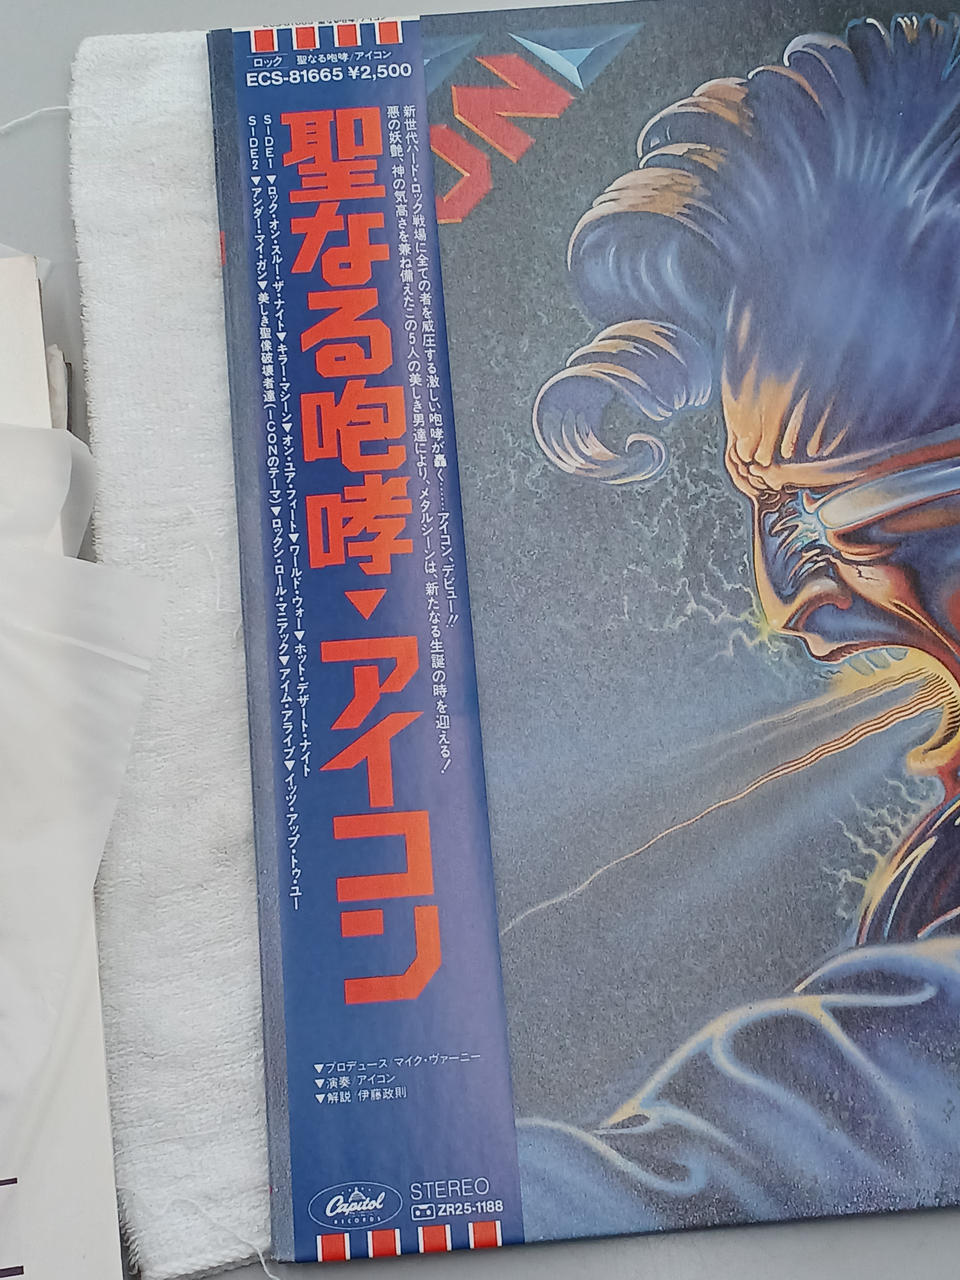 ロック 聖なる咆哮/アイコン
ECS-81665 ¥2,500
新世代ハード・ロック戦場に全ての者を威圧する激しい咆哮が轟く……アイコン、デビュー!!
悪の妖艶、神の気高さを兼ね備えたこの5人の美しき男達により、メタルシーンは、新たなる生誕の時を迎える!
聖なる咆哮▼アイコン
SIDE1▼ロック・オン・スルー・ザ・ナイト▼キラー・マシーン▼オン・ユア・フィート▼ワールド・ウォー▼ホット・デザート・ナイト
SIDE2▼アンダー・マイ・ガン▼美しき聖像破壊者達(ICONのテーマ)▼ロックン・ロール・マニアック▼アイム・アライブ▼イッツ・アップ・トゥ・ユー
▼プロデュース マイク・ヴァーニー
▼演奏 アイコン
▼解説 伊藤政則
Capitol
RECORDS
STEREO
ZR25-1188